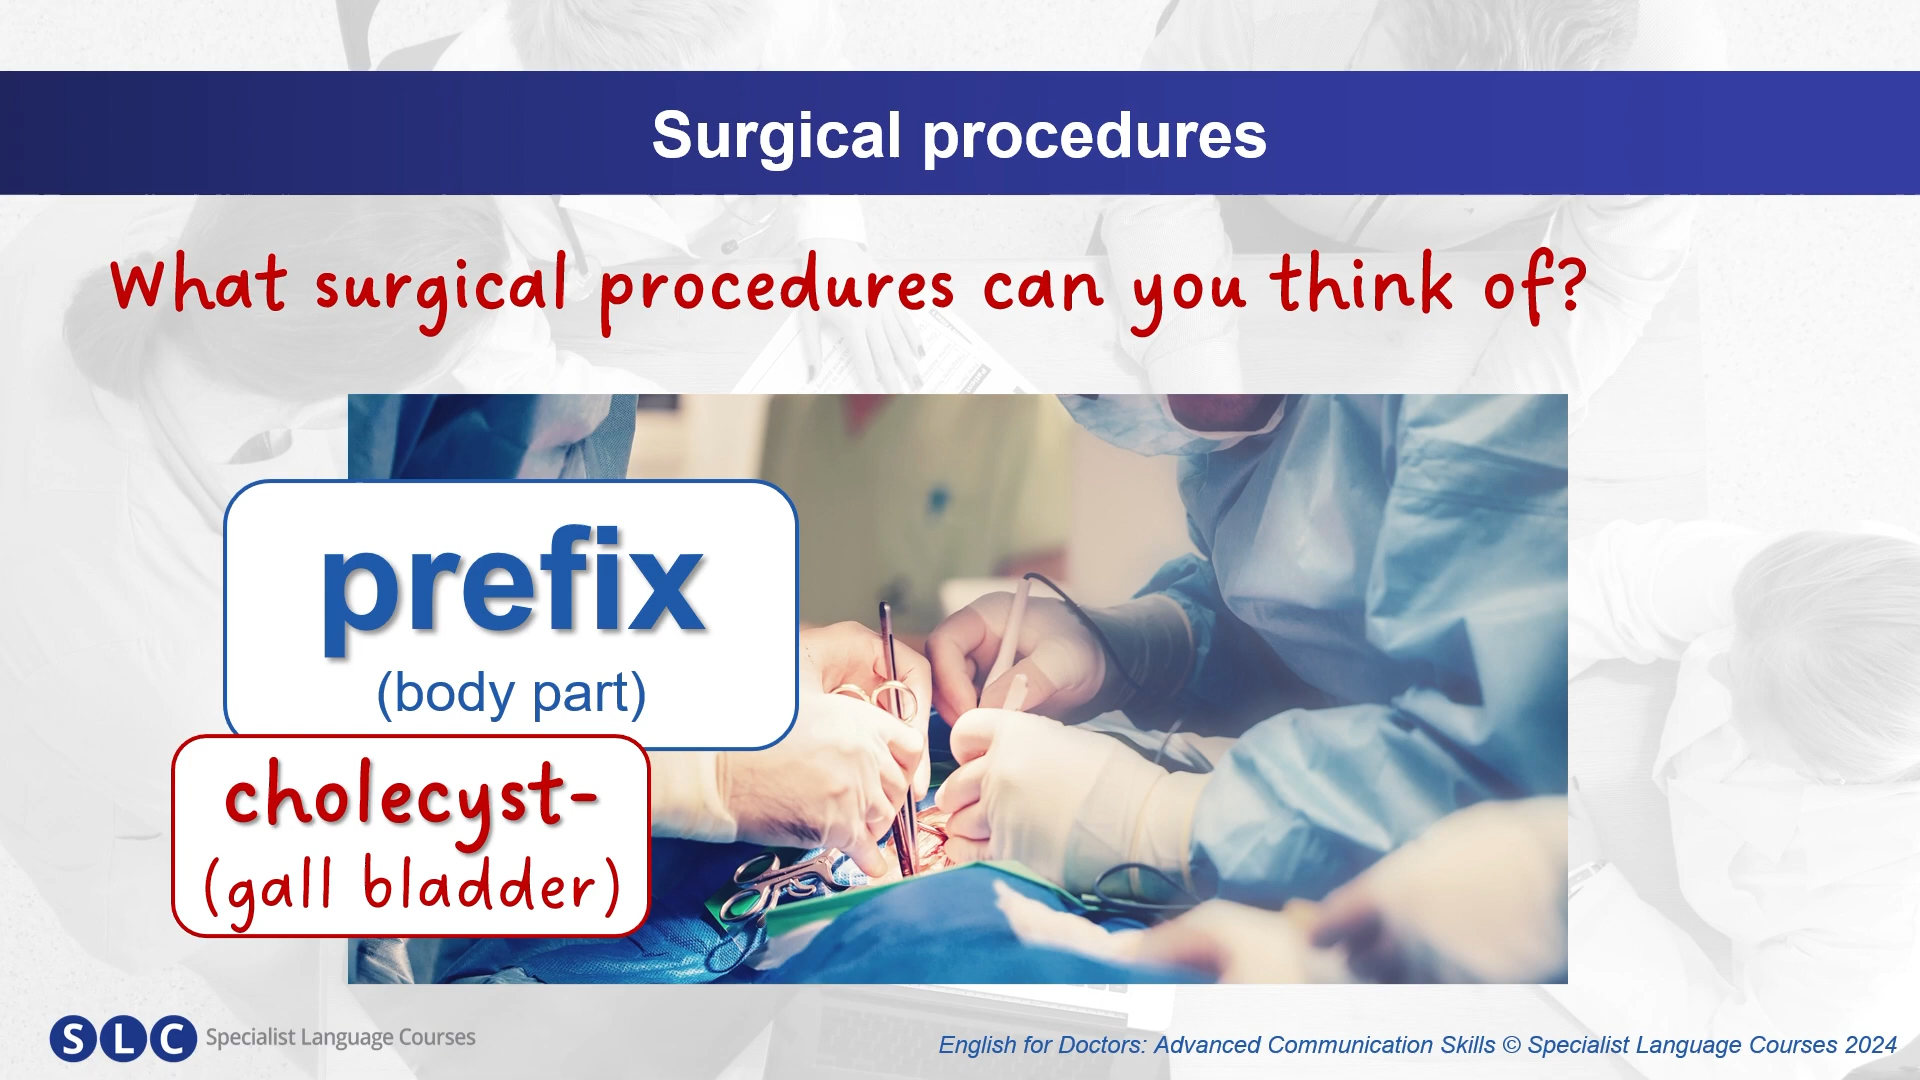 Surgical procedures
What surgical procedures can you think of?
prefix
(body part)
cholecyst-
(gall bladder)
SLC Specialist Language Courses
English for Doctors: Advanced Communication Skills © Specialist Language Courses 2024